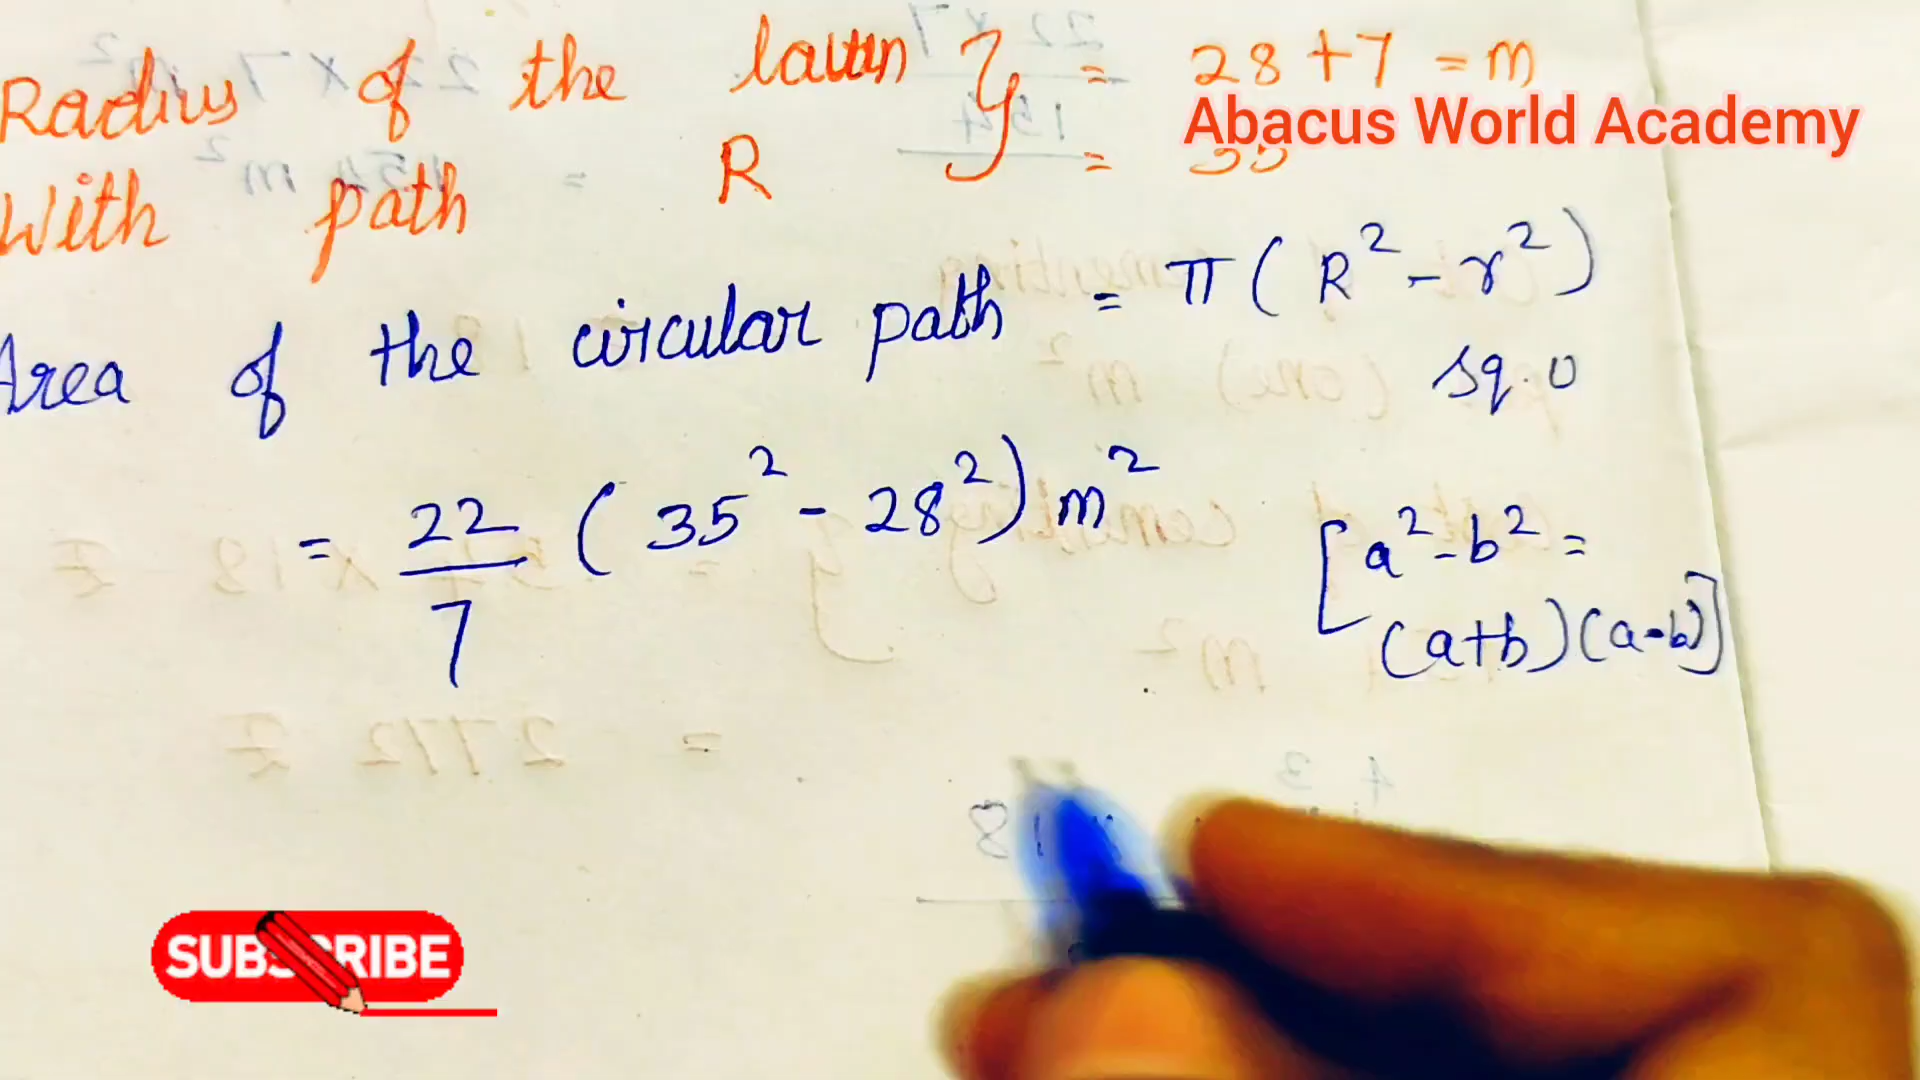 Radius of the lawn } = 28 + 7 = m
Abacus World Academy
With path R = 35
Area of the circular path = π ( R² - r² )
sq. u
= 22/7 ( 35² - 28² ) m²
[ a² - b² =
(a+b) (a-b) ]
SUBSCRIBE